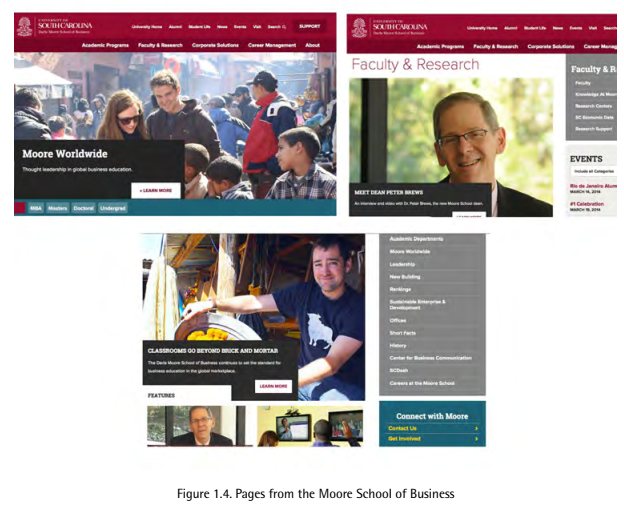 UNIVERSITY OF
SOUTH CAROLINA
Darla Moore School of Business
University Home Alumni Student Life News Events Visit Search SUPPORT
Academic Programs Faculty & Research Corporate Solutions Career Management About
Moore Worldwide
Thought leadership in global business education.
» LEARN MORE
MBA Masters Doctoral Undergrad
UNIVERSITY OF
SOUTH CAROLINA
Darla Moore School of Business
University Home Alumni Student Life News Events Visit Search
Academic Programs Faculty & Research Corporate Solutions Career Manag
Faculty & Research
MEET DEAN PETER BREWS
An interview and video with Dr. Peter Brews, the new Moore School dean.
LEARN MORE
Faculty & R
Faculty
Knowledge At Moor
Research Centers
SC Economic Data
Research Support
EVENTS
Include all Categories
Rio de Janeiro Alum
MARCH 14, 2014
#1 Celebration
MARCH 19, 2014
CLASSROOMS GO BEYOND BRICK AND MORTAR
The Darla Moore School of Business continues to set the standard for
business education in the global marketplace.
LEARN MORE
FEATURES
Academic Departments
Moore Worldwide
Leadership
New Building
Rankings
Sustainable Enterprise &
Development
Offices
Short Facts
History
Center for Business Communication
SCDash
Careers at the Moore School
Connect with Moore
Contact Us >
Get Involved >
Figure 1.4. Pages from the Moore School of Business